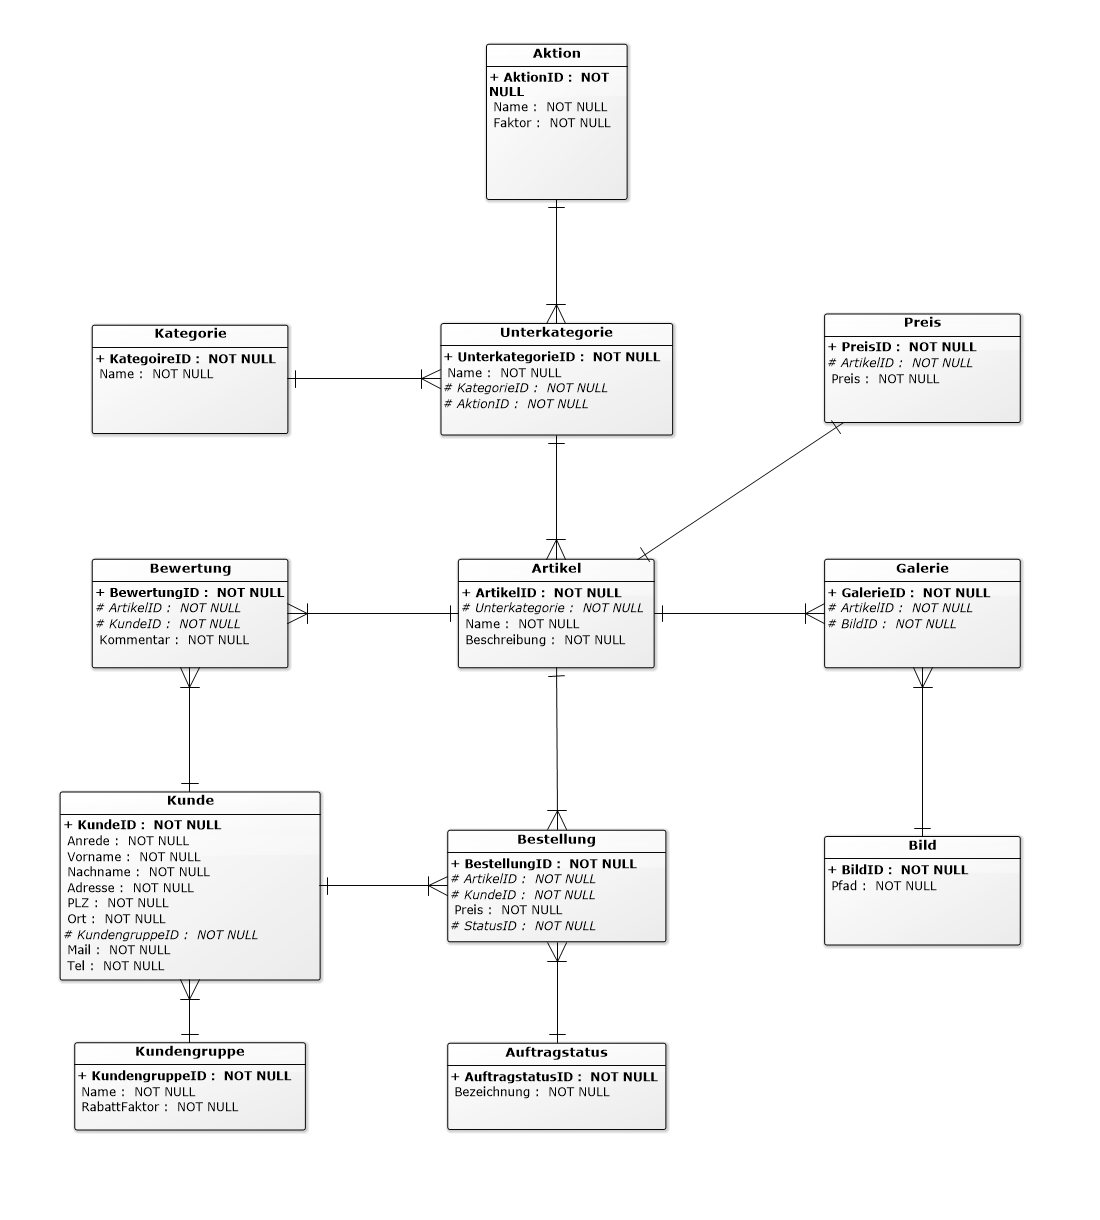 Aktion
+ AktionID : NOT
NULL
Name : NOT NULL
Faktor : NOT NULL
Kategorie
+ KategoireID : NOT NULL
Name : NOT NULL
Unterkategorie
+ UnterkategorieID : NOT NULL
Name : NOT NULL
# KategorieID : NOT NULL
# AktionID : NOT NULL
Preis
+ PreisID : NOT NULL
# ArtikelID : NOT NULL
Preis : NOT NULL
Bewertung
+ BewertungID : NOT NULL
# ArtikelID : NOT NULL
# KundeID : NOT NULL
Kommentar : NOT NULL
Artikel
+ ArtikelID : NOT NULL
# Unterkategorie : NOT NULL
Name : NOT NULL
Beschreibung : NOT NULL
Galerie
+ GalerieID : NOT NULL
# ArtikelID : NOT NULL
# BildID : NOT NULL
Kunde
+ KundeID : NOT NULL
Anrede : NOT NULL
Vorname : NOT NULL
Nachname : NOT NULL
Adresse : NOT NULL
PLZ : NOT NULL
Ort : NOT NULL
# KundengruppeID : NOT NULL
Mail : NOT NULL
Tel : NOT NULL
Bestellung
+ BestellungID : NOT NULL
# ArtikelID : NOT NULL
# KundeID : NOT NULL
Preis : NOT NULL
# StatusID : NOT NULL
Bild
+ BildID : NOT NULL
Pfad : NOT NULL
Kundengruppe
+ KundengruppeID : NOT NULL
Name : NOT NULL
RabattFaktor : NOT NULL
Auftragstatus
+ AuftragstatusID : NOT NULL
Bezeichnung : NOT NULL